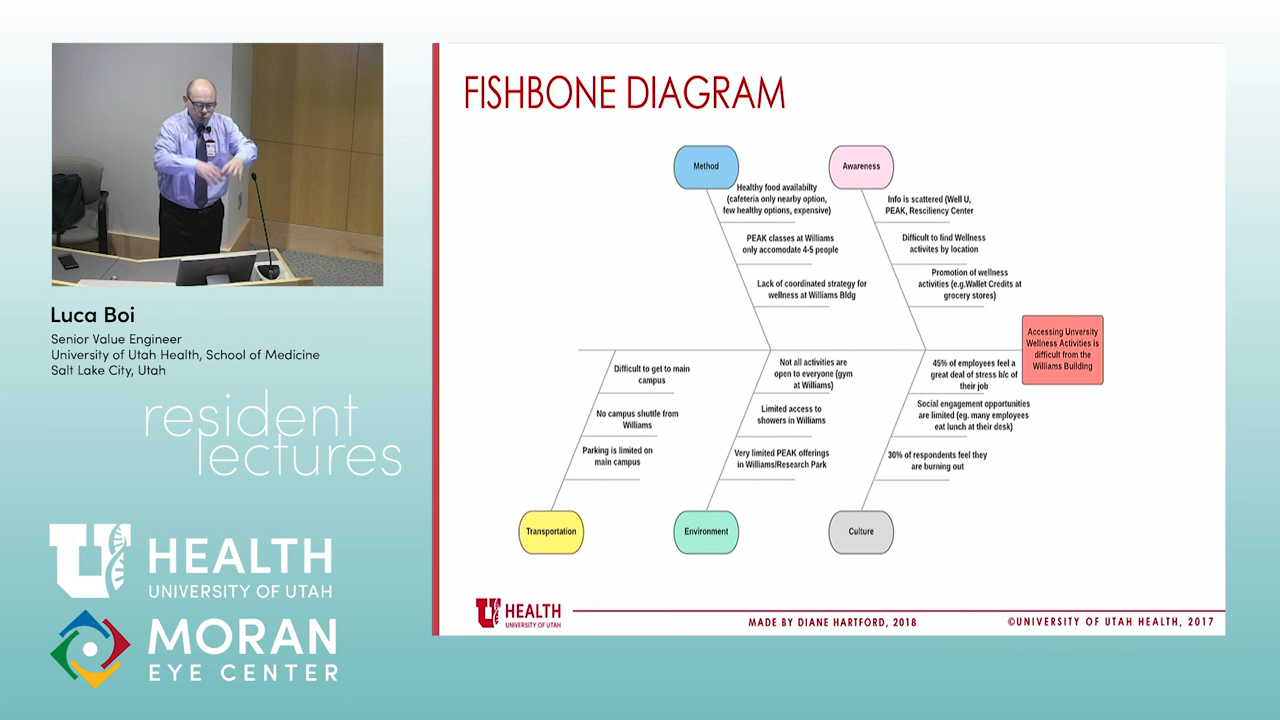 Luca Boi
Senior Value Engineer
University of Utah Health, School of Medicine
Salt Lake City, Utah
resident
lectures
U HEALTH
UNIVERSITY OF UTAH
MORAN
EYE CENTER
FISHBONE DIAGRAM
Method
Healthy food availabilty
(cafeteria only nearby option,
few healthy options, expensive)
PEAK classes at Williams
only accomodate 4-5 people
Lack of coordinated strategy for
wellness at Williams Bldg
Awareness
Info is scattered (Well U,
PEAK, Resciliency Center
Difficult to find Wellness
activites by location
Promotion of wellness
activities (e.g.Wallet Credits at
grocery stores)
Accessing Unversity
Wellness Activities is
difficult from the
Williams Building
Difficult to get to main
campus
No campus shuttle from
Williams
Parking is limited on
main campus
Transportation
Not all activities are
open to everyone (gym
at Williams)
Limited access to
showers in Williams
Very limited PEAK offerings
in Williams/Research Park
Environment
45% of employees feel a
great deal of stress b/c of
their job
Social engagement opportunities
are limited (eg. many employees
eat lunch at their desk)
30% of respondents feel they
are burning out
Culture
U HEALTH
UNIVERSITY OF UTAH
MADE BY DIANE HARTFORD, 2018
©UNIVERSITY OF UTAH HEALTH, 2017